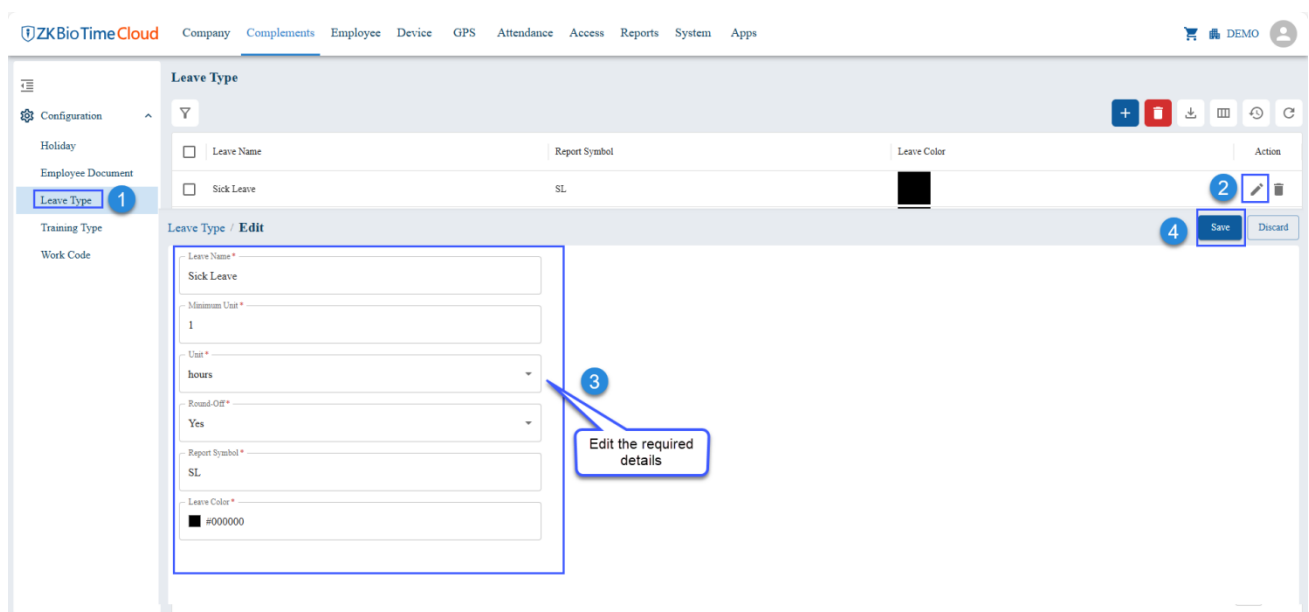 ZKBioTime Cloud Company Complements Employee Device GPS Attendance Access Reports System Apps DEMO
Leave Type
Configuration
Holiday
Employee Document
Leave Type 1
Training Type
Work Code
Leave Name Report Symbol Leave Color Action
Sick Leave SL 2
Leave Type / Edit 4 Save Discard
Leave Name *
Sick Leave
Minimum Unit *
1
Unit *
hours
3
Round-Off *
Yes
Edit the required
details
Report Symbol *
SL
Leave Color *
#000000